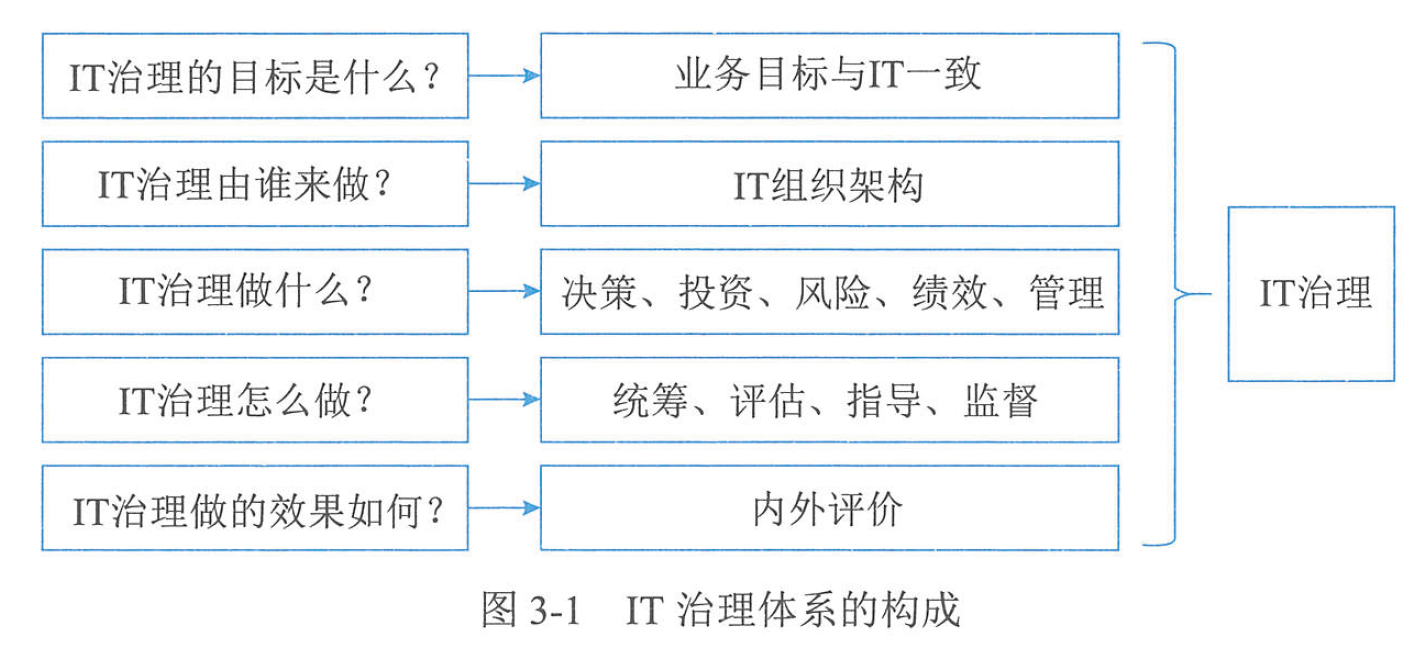 IT治理的目标是什么？
业务目标与IT一致
IT治理由谁来做？
IT组织架构
IT治理做什么？
决策、投资、风险、绩效、管理
IT治理怎么做？
统筹、评估、指导、监督
IT治理做的效果如何？
内外评价
IT治理
图 3-1 IT 治理体系的构成